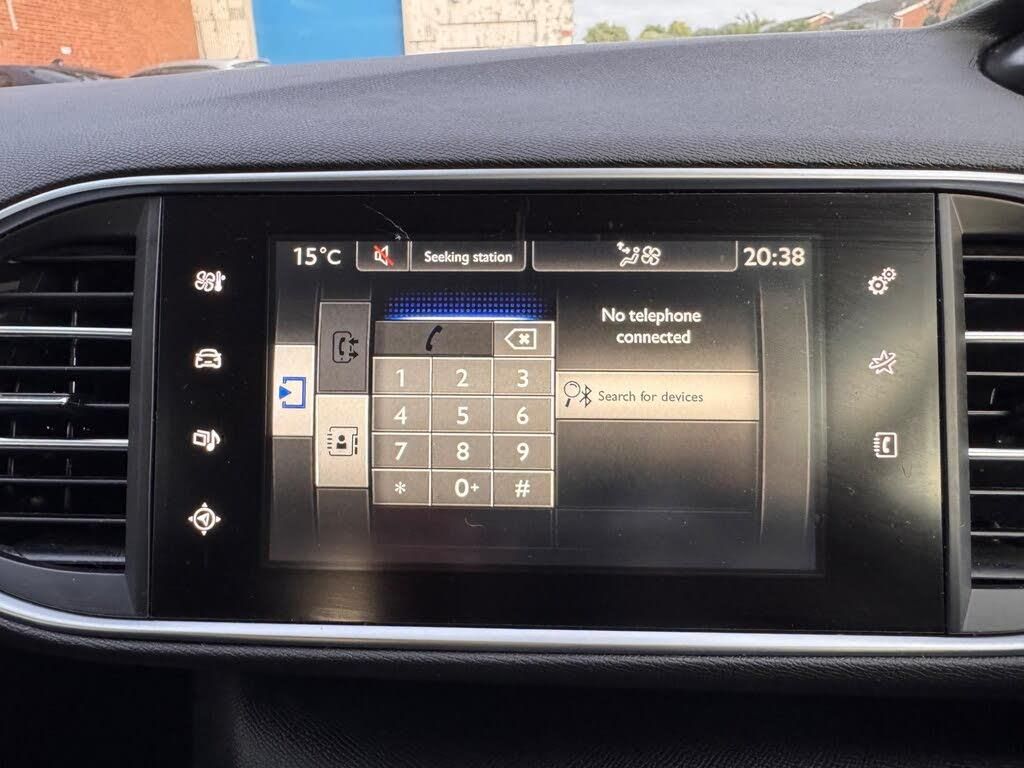 15°C
Seeking station
20:38
No telephone
connected
Search for devices
1 2 3
4 5 6
7 8 9
* 0+ #